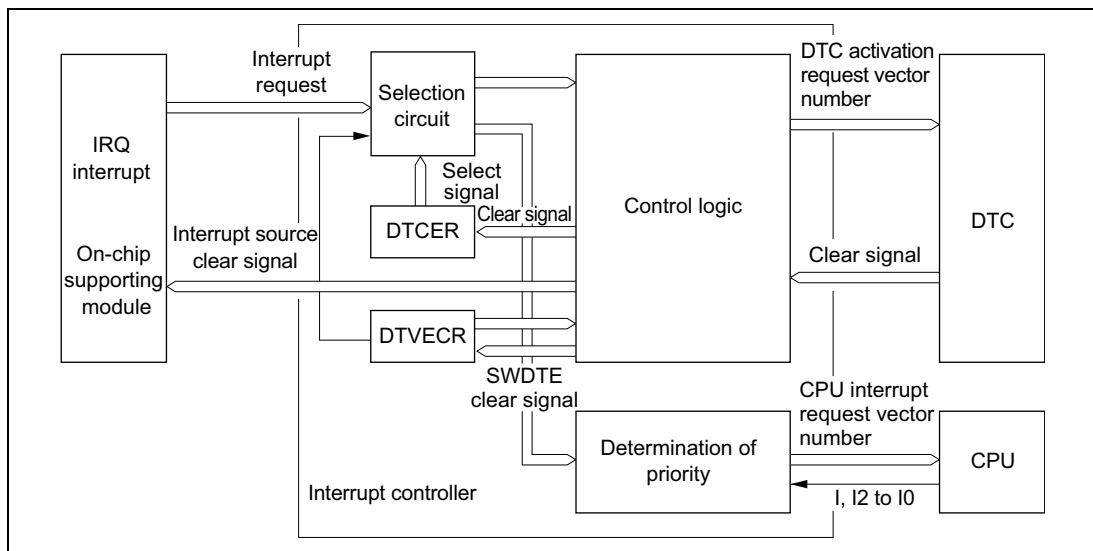 Interrupt
request
Selection
circuit
DTC activation
request vector
number
IRQ
interrupt
On-chip
supporting
module
Select
signal
Control logic
DTC
DTCER
Clear signal
Interrupt source
clear signal
Clear signal
DTVECR
SWDTE
clear signal
CPU interrupt
request vector
number
Determination of
priority
CPU
I, I2 to I0
Interrupt controller